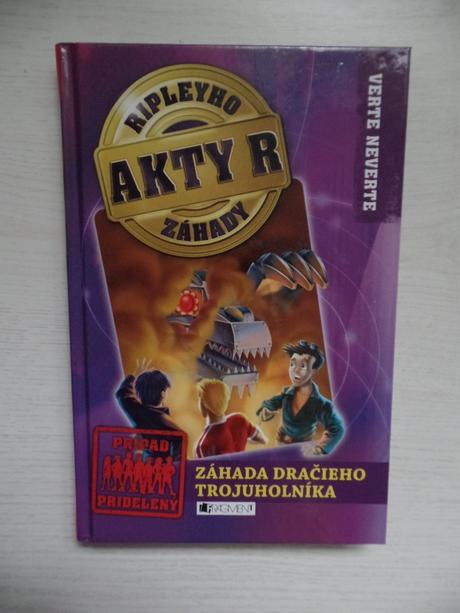 RIPLEYHO
AKTY R
ZÁHADY
VERTE NEVERTE
PRÍPAD
PRIDELENÝ
ZÁHADA DRAČIEHO
TROJUHOLNÍKA
FRAGMENT